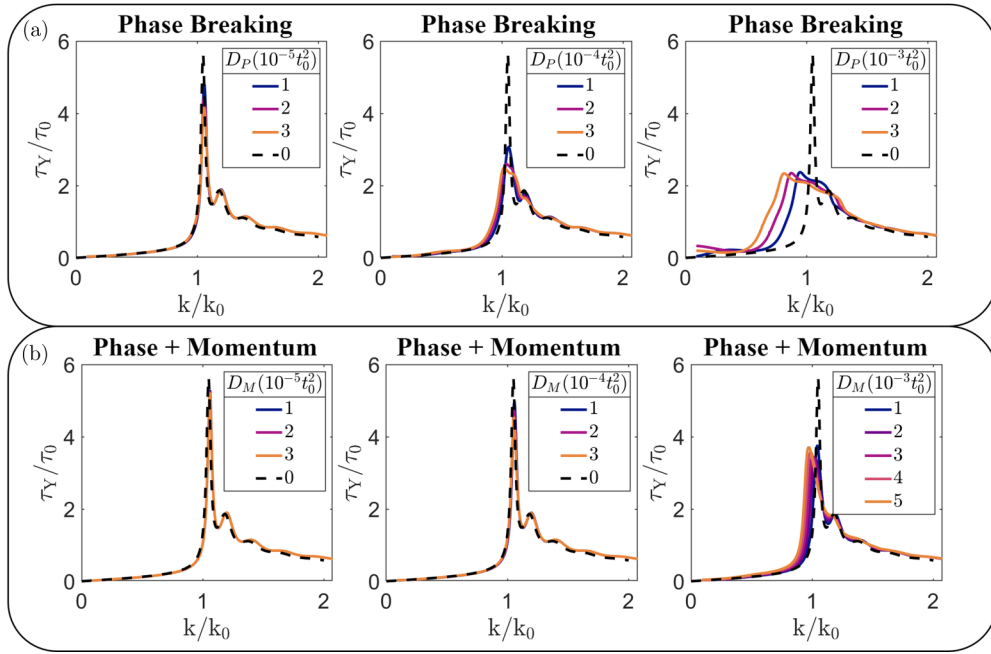 (a)
Phase Breaking
6
4
2
0
τ_Y/τ_0
0
1
2
k/k_0
D_P(10^{-5}t_0^2)
1
2
3
0
Phase Breaking
6
4
2
0
τ_Y/τ_0
0
1
2
k/k_0
D_P(10^{-4}t_0^2)
1
2
3
0
Phase Breaking
6
4
2
0
τ_Y/τ_0
0
1
2
k/k_0
D_P(10^{-3}t_0^2)
1
2
3
0
(b)
Phase + Momentum
6
4
2
0
τ_Y/τ_0
0
1
2
k/k_0
D_M(10^{-5}t_0^2)
1
2
3
0
Phase + Momentum
6
4
2
0
τ_Y/τ_0
0
1
2
k/k_0
D_M(10^{-4}t_0^2)
1
2
3
0
Phase + Momentum
6
4
2
0
τ_Y/τ_0
0
1
2
k/k_0
D_M(10^{-3}t_0^2)
1
2
3
4
5